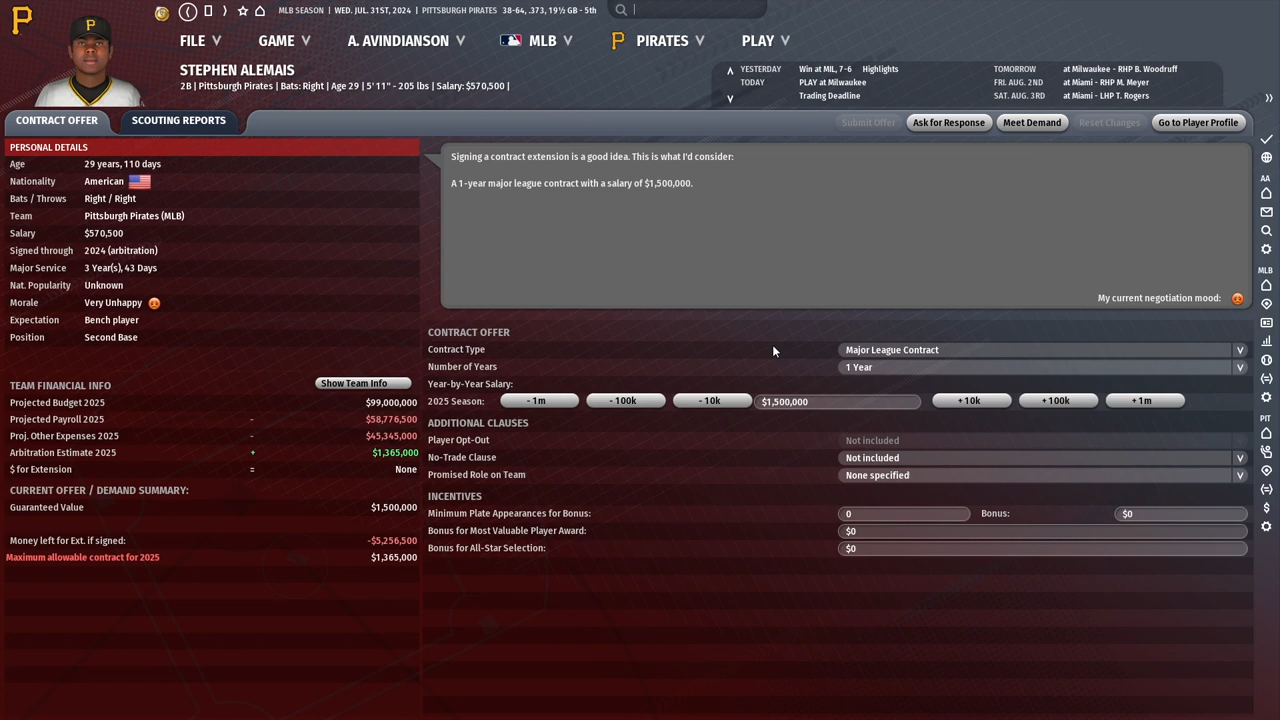 P
MLB SEASON | WED. JUL. 31ST, 2024 | PITTSBURGH PIRATES 38-64, .373, 19½ GB - 5th
FILE GAME A. AVINDIANSON MLB P PIRATES PLAY
STEPHEN ALEMAIS
2B | Pittsburgh Pirates | Bats: Right | Age 29 | 5' 11" - 205 lbs | Salary: $570,500 |
YESTERDAY Win at MIL, 7-6 Highlights TOMORROW at Milwaukee - RHP B. Woodruff
TODAY PLAY at Milwaukee FRI. AUG. 2ND at Miami - RHP M. Meyer
Trading Deadline SAT. AUG. 3RD at Miami - LHP T. Rogers
CONTRACT OFFER SCOUTING REPORTS Submit Offer Ask for Response Meet Demand Reset Changes Go to Player Profile
PERSONAL DETAILS
Age 29 years, 110 days
Nationality American
Bats / Throws Right / Right
Team Pittsburgh Pirates (MLB)
Salary $570,500
Signed through 2024 (arbitration)
Major Service 3 Year(s), 43 Days
Nat. Popularity Unknown
Morale Very Unhappy
Expectation Bench player
Position Second Base
TEAM FINANCIAL INFO Show Team Info
Projected Budget 2025 $99,000,000
Projected Payroll 2025 - $58,776,500
Proj. Other Expenses 2025 - $45,345,000
Arbitration Estimate 2025 + $1,365,000
$ for Extension = None
CURRENT OFFER / DEMAND SUMMARY:
Guaranteed Value $1,500,000
Money left for Ext. if signed: -$5,256,500
Maximum allowable contract for 2025 $1,365,000
Signing a contract extension is a good idea. This is what I'd consider:
A 1-year major league contract with a salary of $1,500,000.
My current negotiation mood:
CONTRACT OFFER
Contract Type Major League Contract
Number of Years 1 Year
Year-by-Year Salary:
2025 Season: - 1m - 100k - 10k $1,500,000 + 10k + 100k + 1m
ADDITIONAL CLAUSES
Player Opt-Out Not included
No-Trade Clause Not included
Promised Role on Team None specified
INCENTIVES
Minimum Plate Appearances for Bonus: 0 Bonus: $0
Bonus for Most Valuable Player Award: $0
Bonus for All-Star Selection: $0
AA
MLB
PIT
$